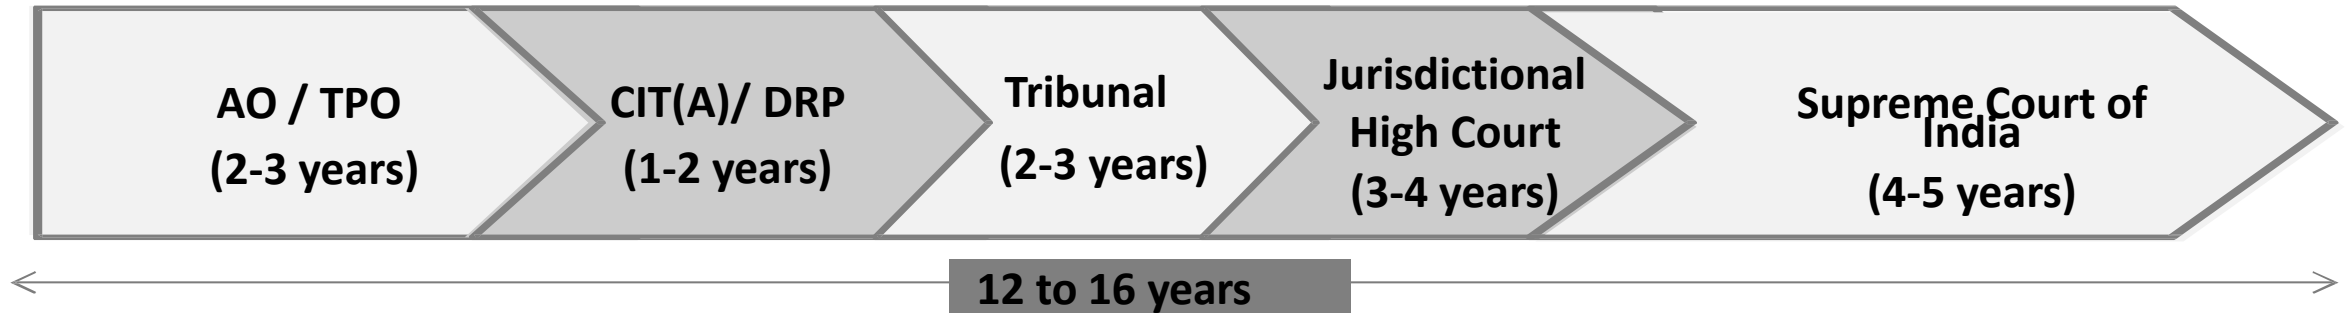 AO / TPO
(2-3 years)
CIT(A)/ DRP
(1-2 years)
Tribunal
(2-3 years)
Jurisdictional
High Court
(3-4 years)
Supreme Court of
India
(4-5 years)
12 to 16 years